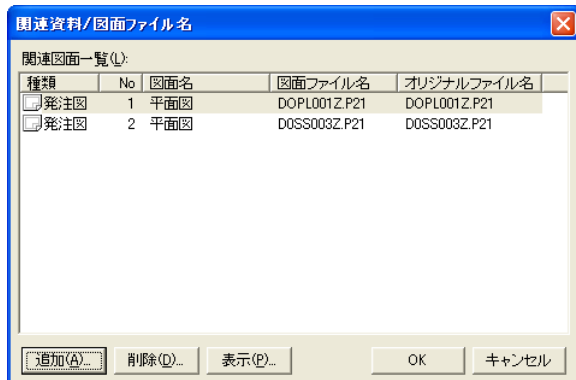 関連資料/図面ファイル名
関連図面一覧(L):
種類 No 図面名 図面ファイル名 オリジナルファイル名
発注図 1 平面図 D0PL001Z.P21 D0PL001Z.P21
発注図 2 平面図 D0SS003Z.P21 D0SS003Z.P21
追加(A)... 削除(D)... 表示(P)... OK キャンセル